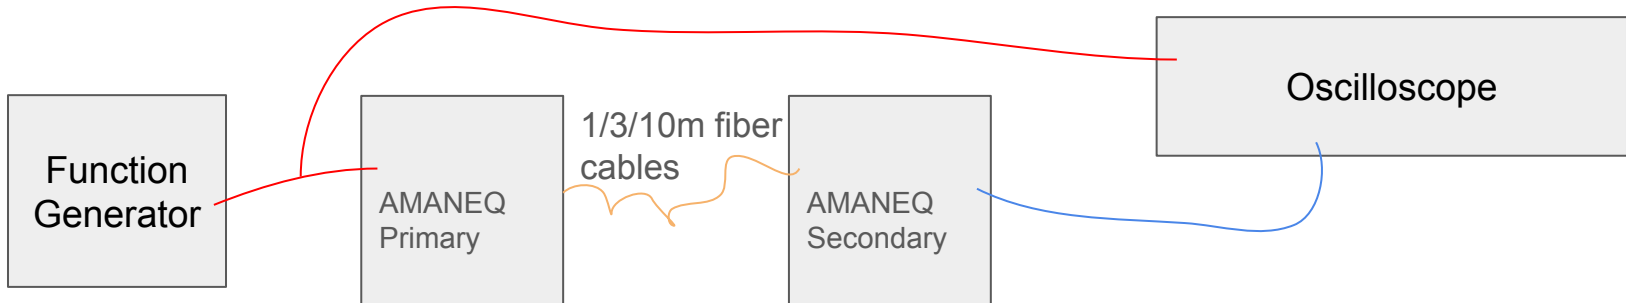 Function
Generator
AMANEQ
Primary
1/3/10m fiber
cables
AMANEQ
Secondary
Oscilloscope